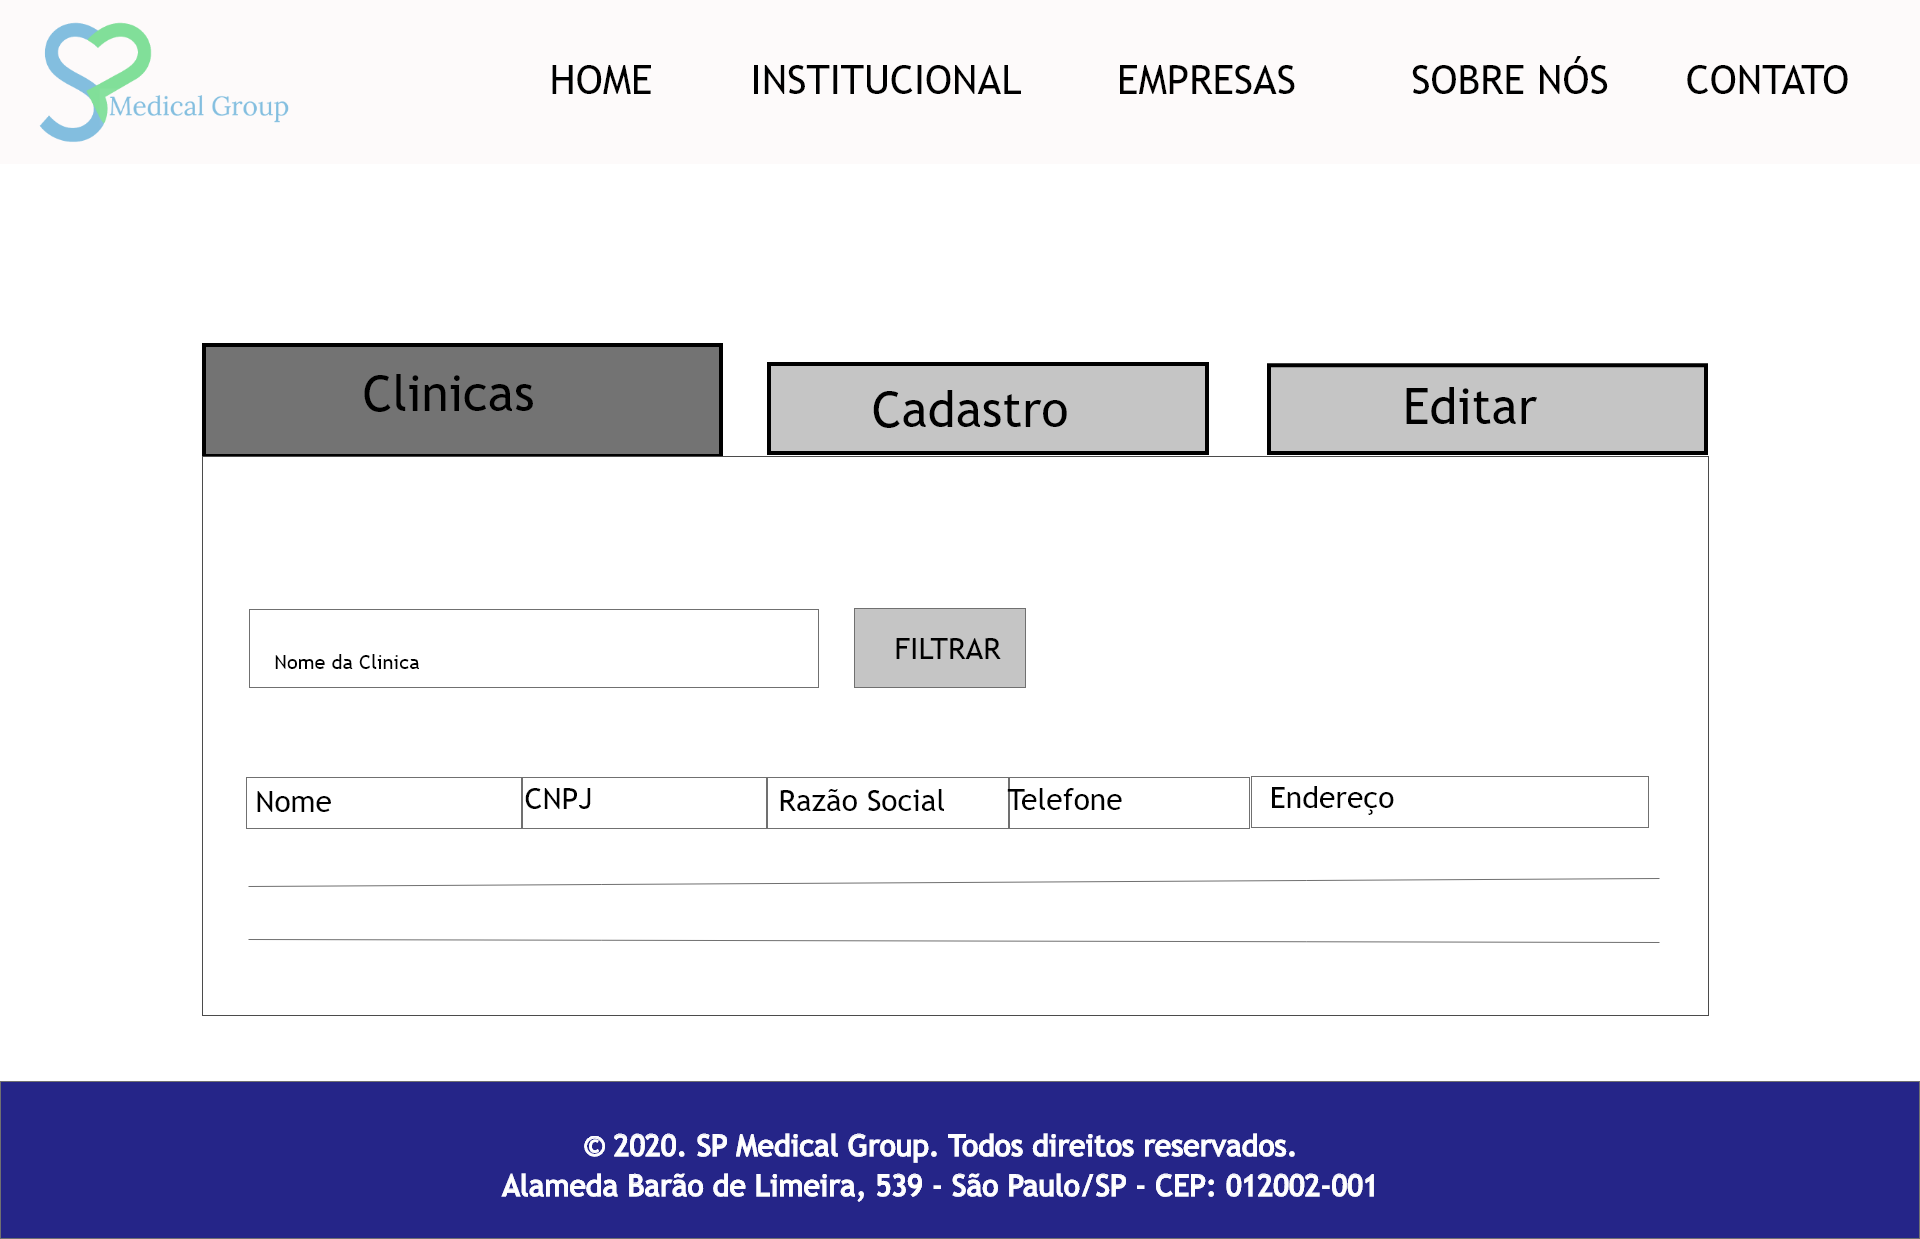 SP Medical Group
HOME INSTITUCIONAL EMPRESAS SOBRE NÓS CONTATO
Clinicas Cadastro Editar
Nome da Clinica FILTRAR
Nome CNPJ Razão Social Telefone Endereço
© 2020. SP Medical Group. Todos direitos reservados.
Alameda Barão de Limeira, 539 - São Paulo/SP - CEP: 012002-001